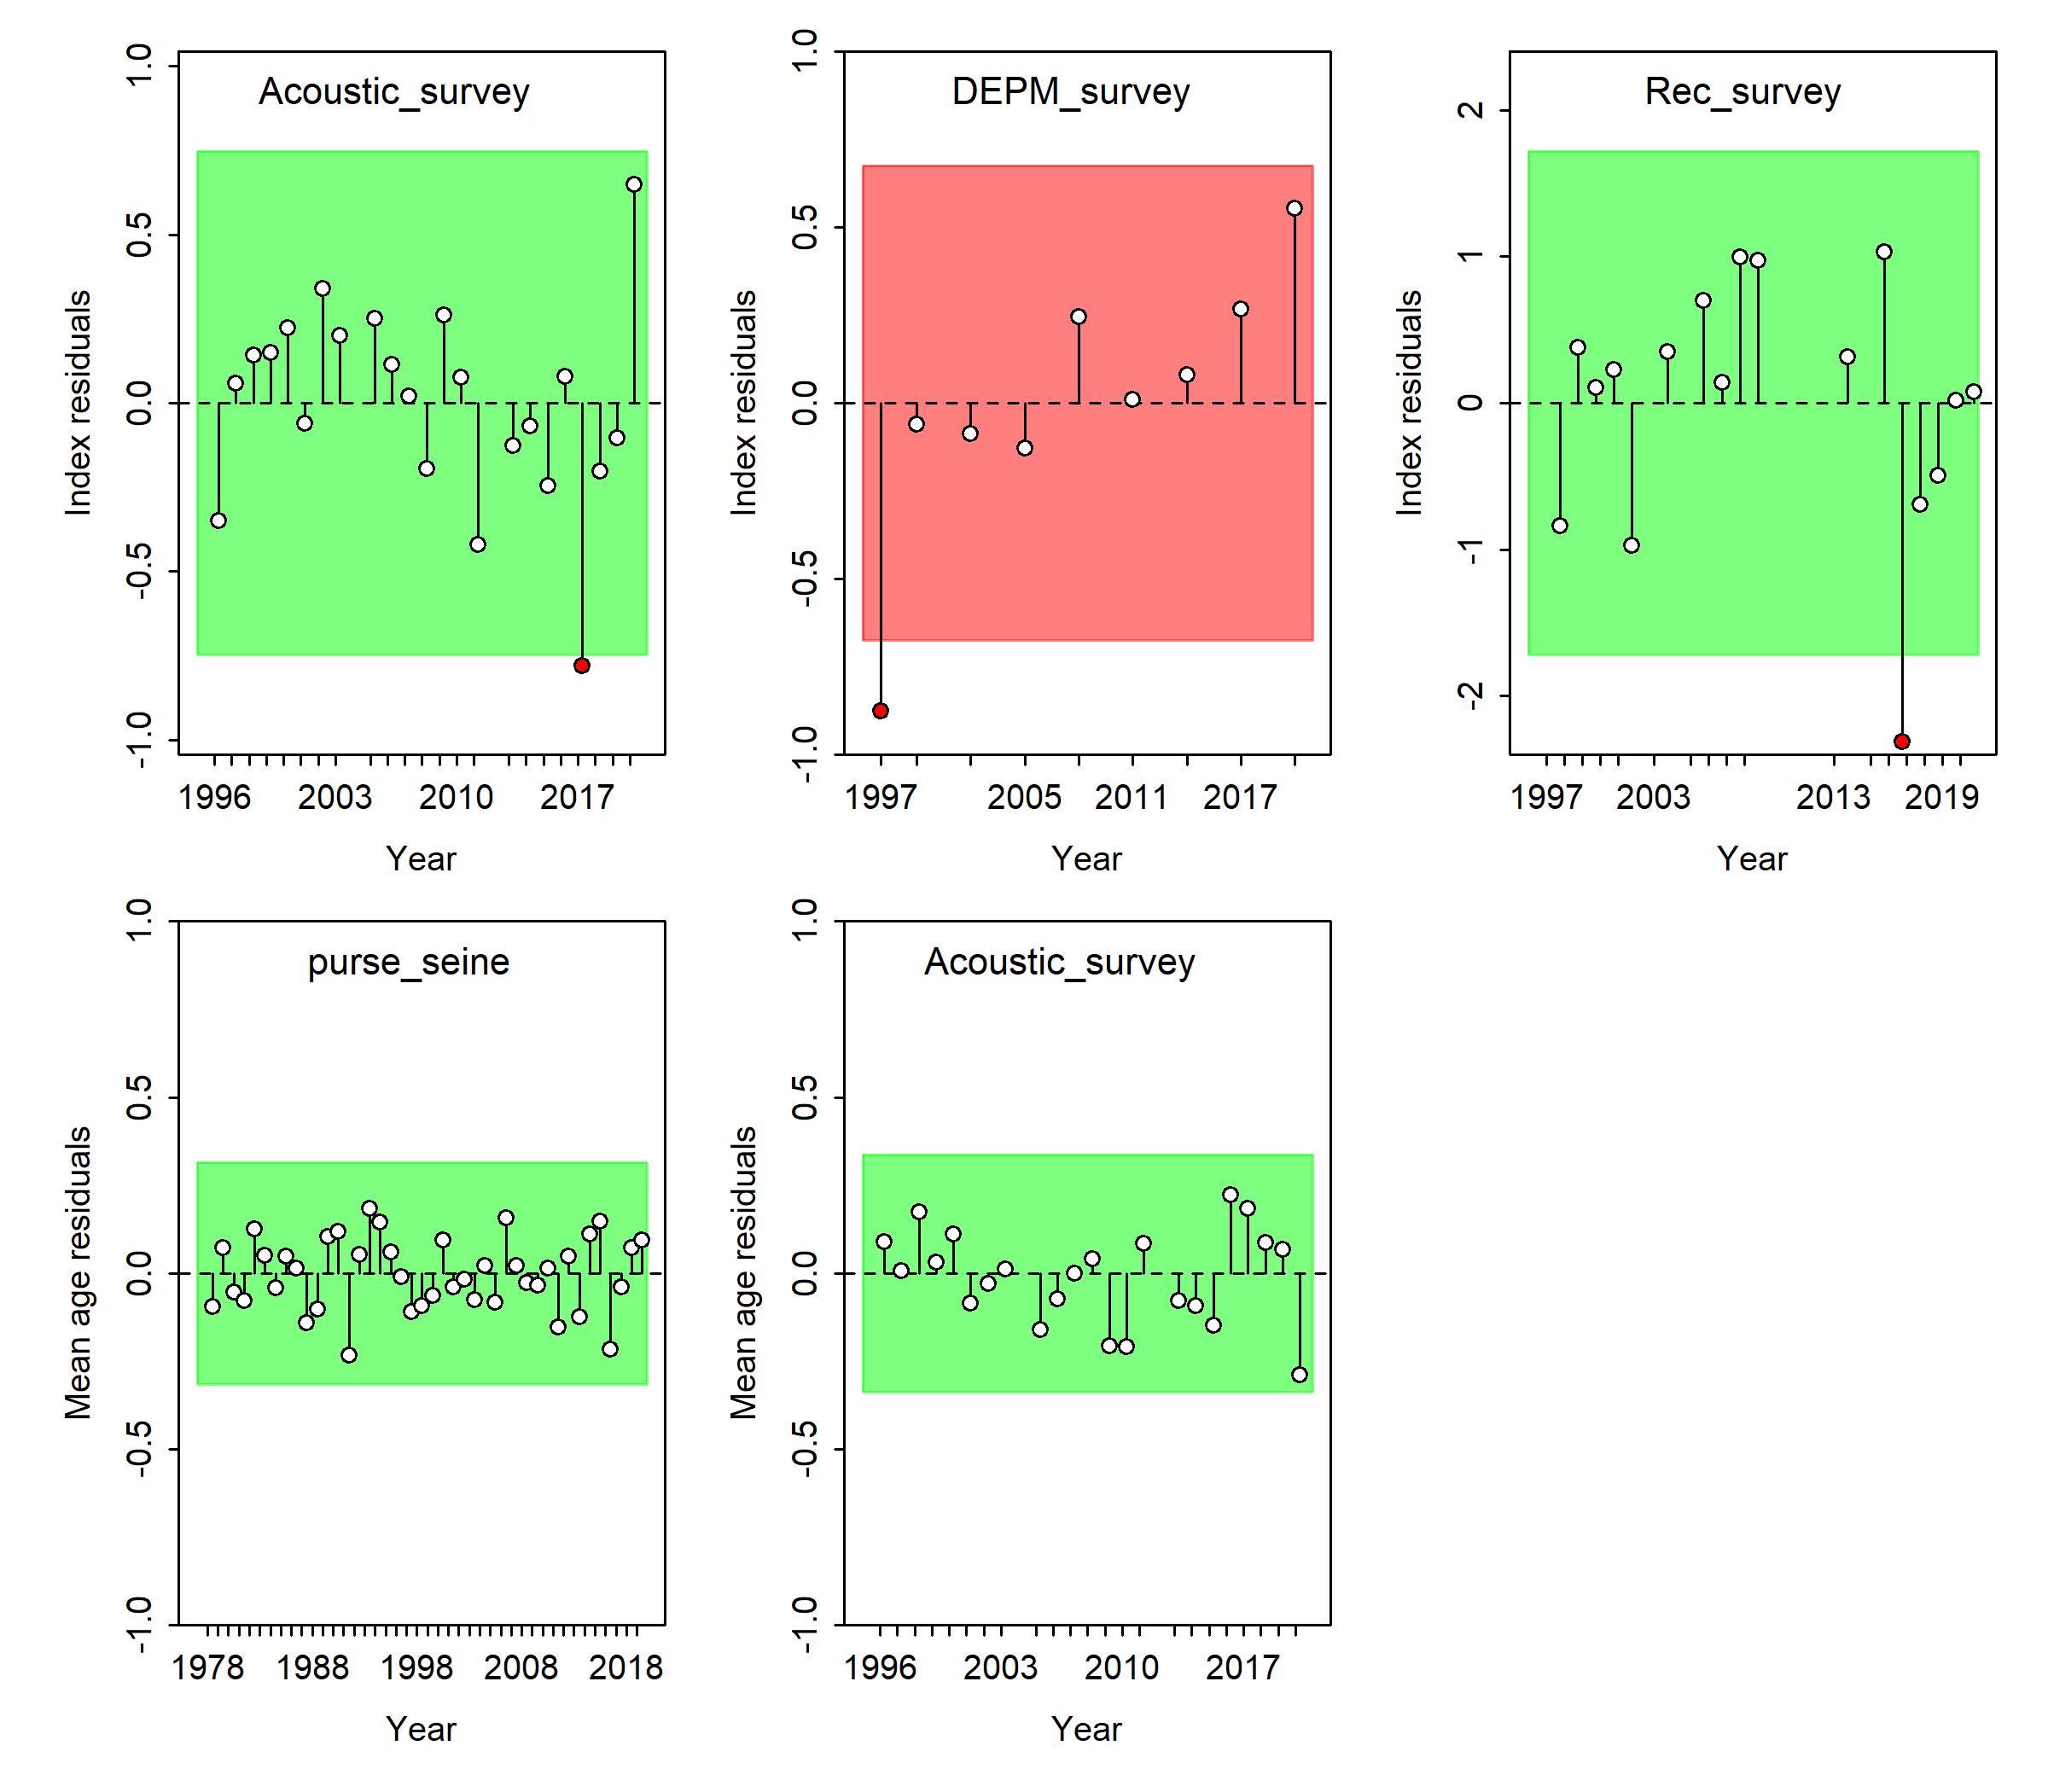 Acoustic_survey
Index residuals
1.0
0.5
0.0
-0.5
-1.0
1996 2003 2010 2017
Year
DEPM_survey
Index residuals
1.0
0.5
0.0
-0.5
-1.0
1997 2005 2011 2017
Year
Rec_survey
Index residuals
2
1
0
-1
-2
1997 2003 2013 2019
Year
purse_seine
Mean age residuals
1.0
0.5
0.0
-0.5
-1.0
1978 1988 1998 2008 2018
Year
Acoustic_survey
Mean age residuals
1.0
0.5
0.0
-0.5
-1.0
1996 2003 2010 2017
Year